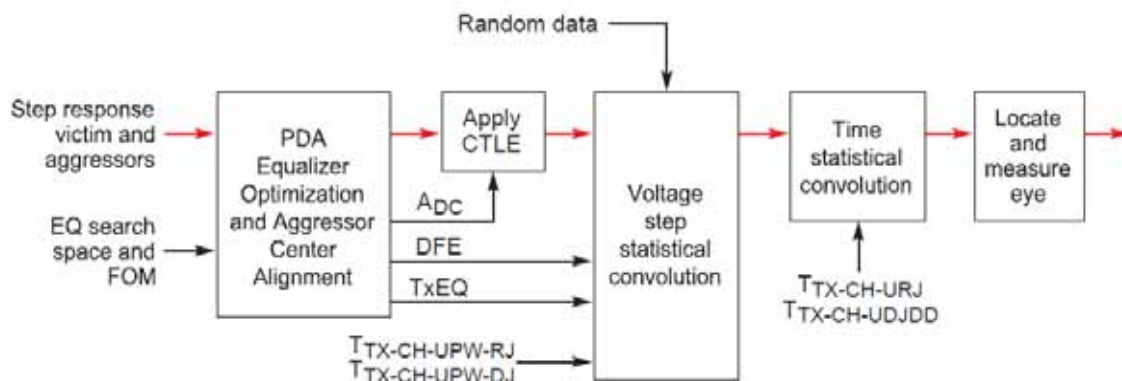 Random data
Step response
victim and
aggressors
EQ search
space and
FOM
PDA
Equalizer
Optimization
and Aggressor
Center
Alignment
Apply
CTLE
ADC
DFE
TxEQ
TTX-CH-UPW-RJ
TTX-CH-UPW-DJ
Voltage
step
statistical
convolution
Time
statistical
convolution
TTX-CH-URJ
TTX-CH-UDJDD
Locate
and
measure
eye